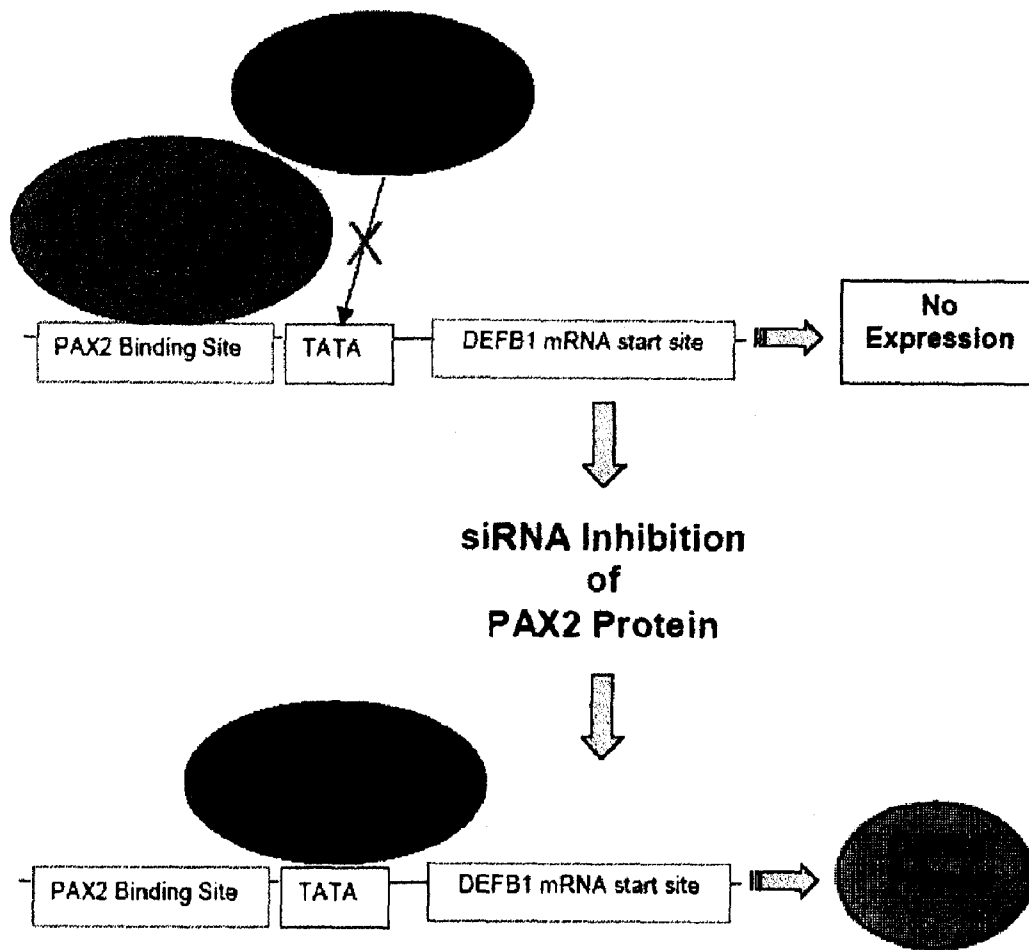 X
PAX2 Binding Site
TATA
DEFB1 mRNA start site
No
Expression
siRNA Inhibition
of
PAX2 Protein
PAX2 Binding Site
TATA
DEFB1 mRNA start site